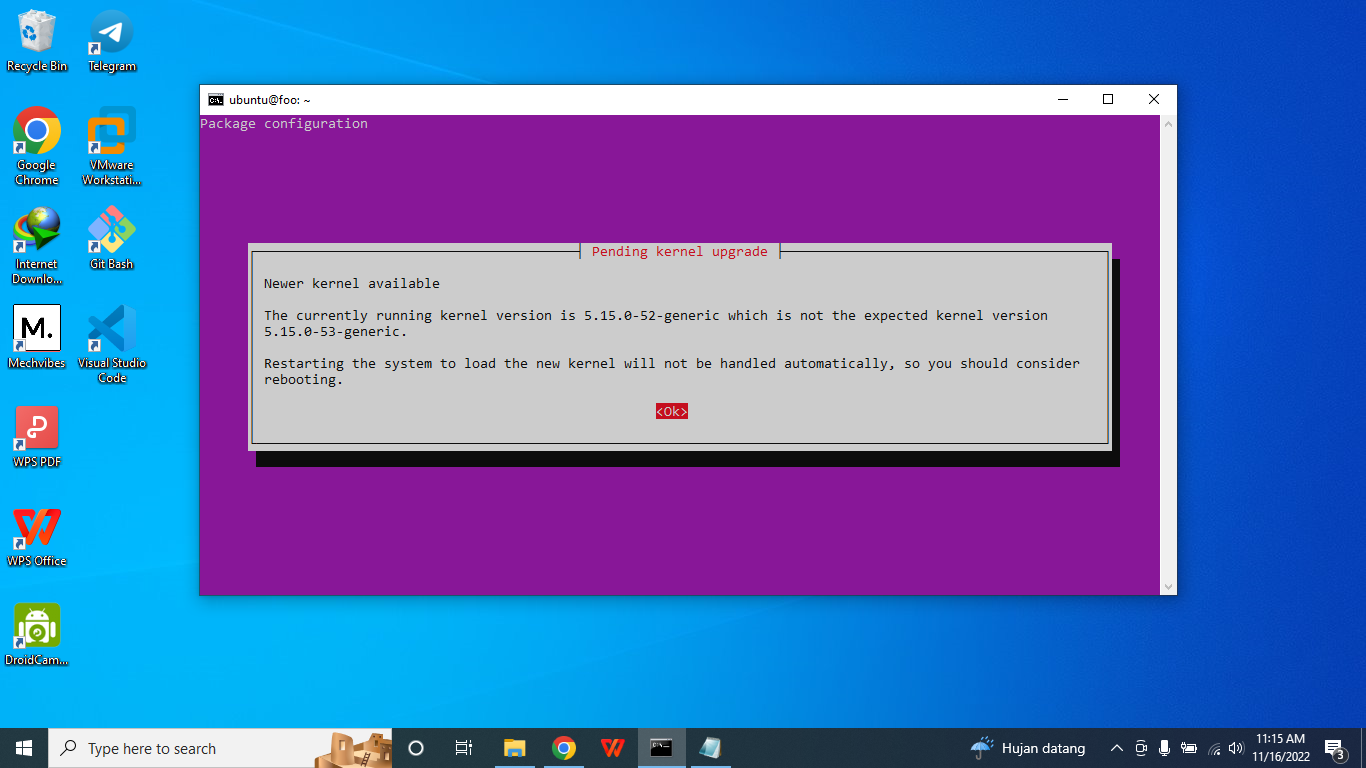 Recycle Bin
Telegram
Google
Chrome
VMware
Workstati...
Internet
Downlo...
Git Bash
M.
Mechvibes
Visual Studio
Code
WPS PDF
WPS Office
DroidCam...
C:\.
ubuntu@foo: ~
Package configuration
Pending kernel upgrade
Newer kernel available
The currently running kernel version is 5.15.0-52-generic which is not the expected kernel version
5.15.0-53-generic.
Restarting the system to load the new kernel will not be handled automatically, so you should consider
rebooting.
<Ok>
Type here to search
Hujan datang
11:15 AM
11/16/2022
3